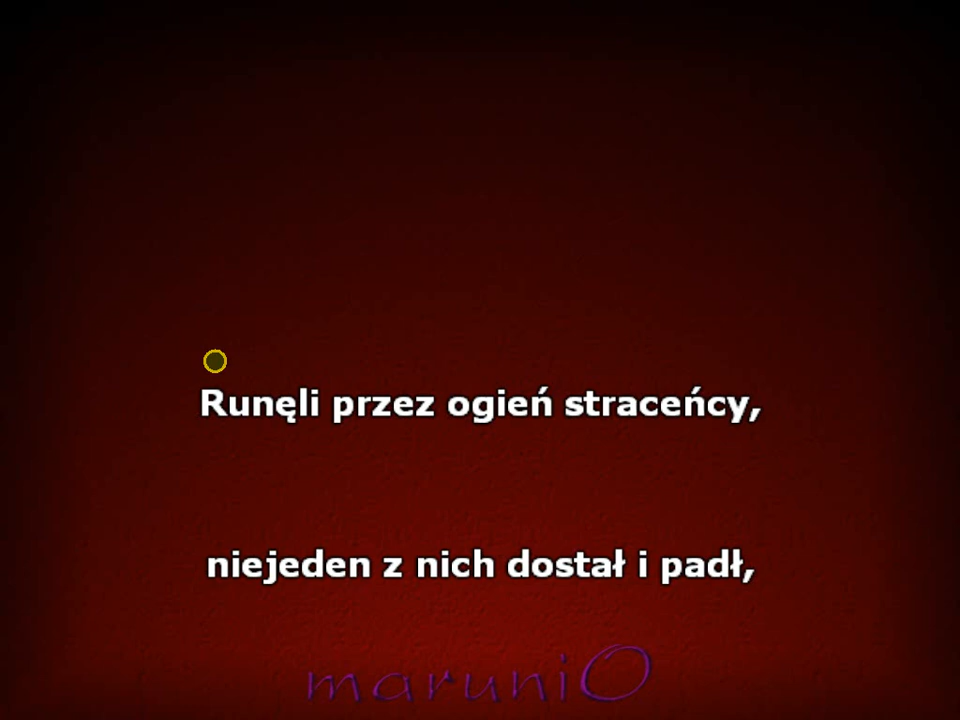 Runęli przez ogień straceńcy,
niejeden z nich dostał i padł,
maruniO